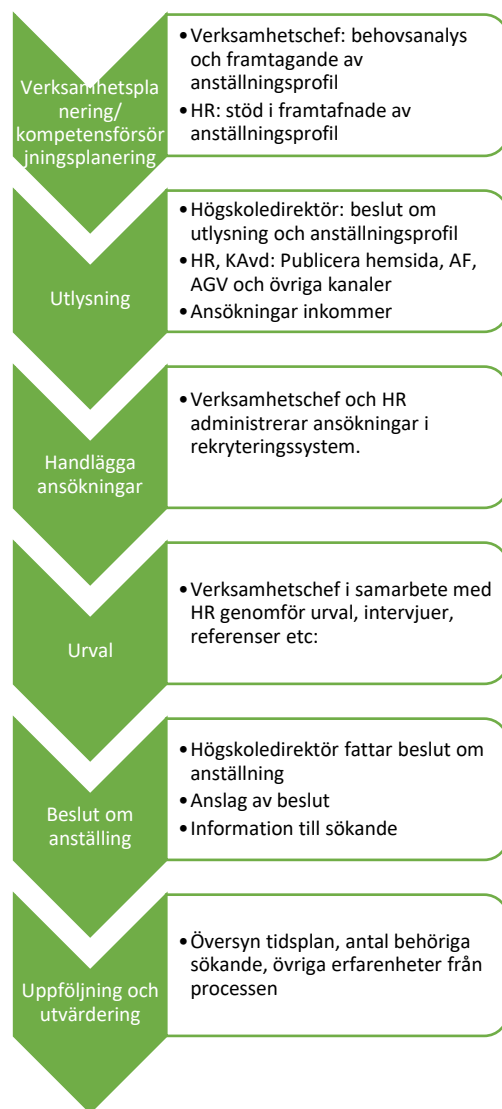 Verksamhetspla
nering/
kompetensförsör
jningsplanering
•Verksamhetschef: behovsanalys
och framtagande av
anställningsprofil
•HR: stöd i framtafnade av
anställningsprofil
Utlysning
•Högskoledirektör: beslut om
utlysning och anställningsprofil
•HR, KAvd: Publicera hemsida, AF,
AGV och övriga kanaler
•Ansökningar inkommer
Handlägga
ansökningar
•Verksamhetschef och HR
administrerar ansökningar i
rekryteringssystem.
Urval
•Verksamhetschef i samarbete med
HR genomför urval, intervjuer,
referenser etc:
Beslut om
anställing
•Högskoledirektör fattar beslut om
anställning
•Anslag av beslut
•Information till sökande
Uppföljning och
utvärdering
•Översyn tidsplan, antal behöriga
sökande, övriga erfarenheter från
processen